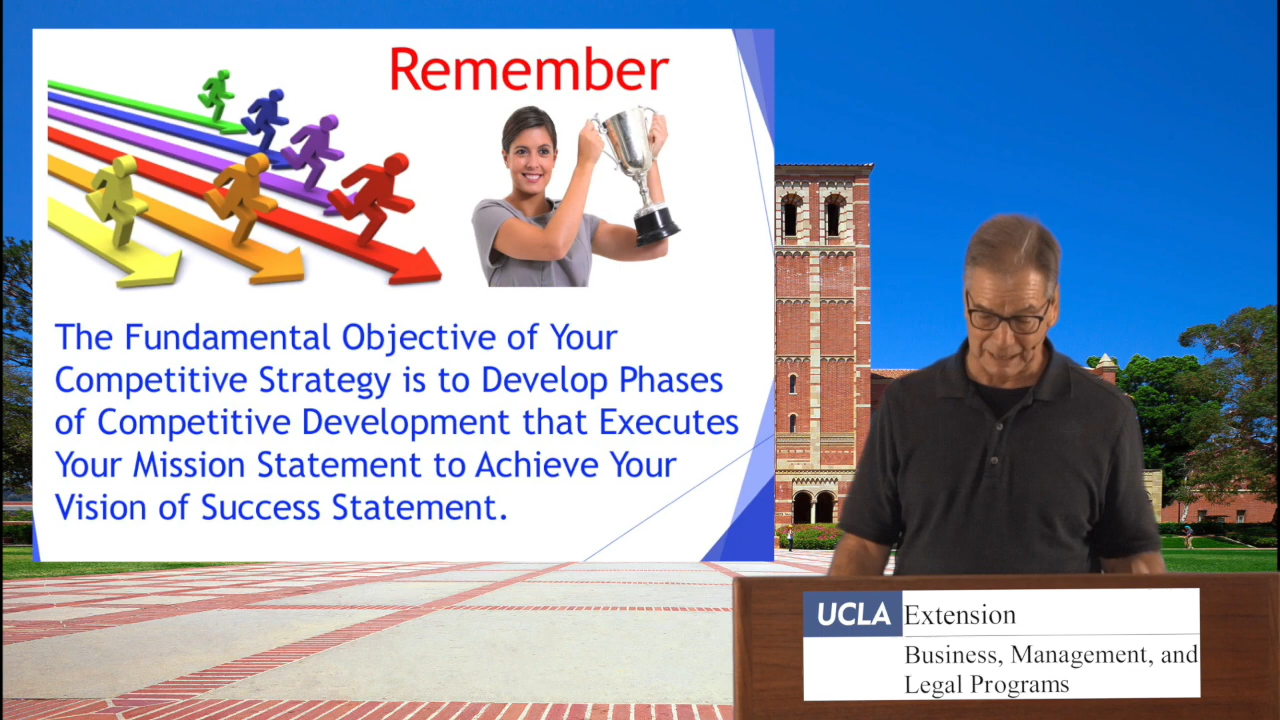 Remember
The Fundamental Objective of Your
Competitive Strategy is to Develop Phases
of Competitive Development that Executes
Your Mission Statement to Achieve Your
Vision of Success Statement.
UCLA Extension
Business, Management, and
Legal Programs